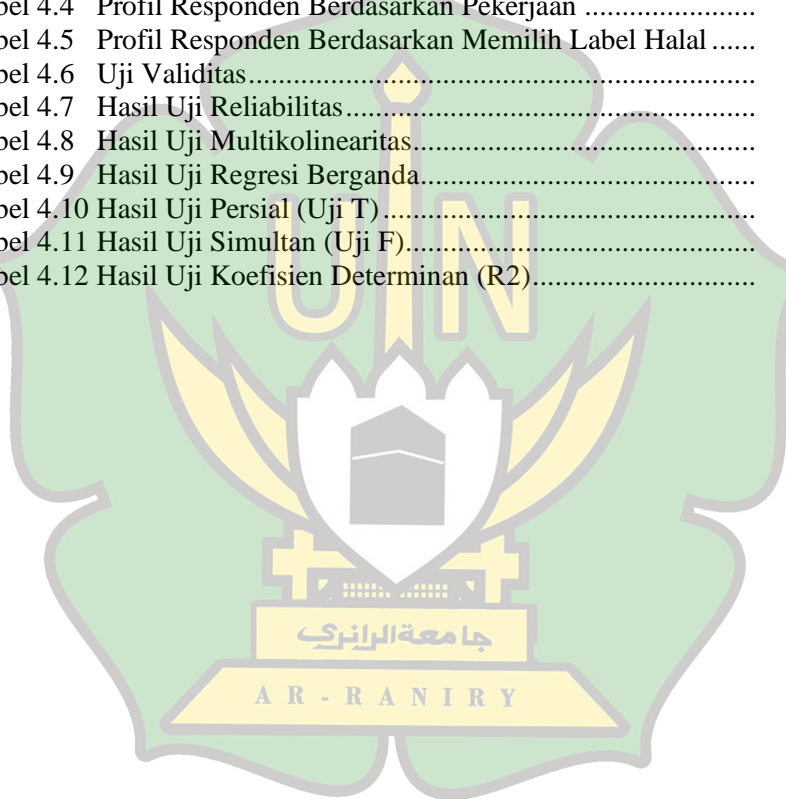 bel 4.4 Profil Responden Berdasarkan Pekerjaan ......................
bel 4.5 Profil Responden Berdasarkan Memilih Label Halal ......
bel 4.6 Uji Validitas..................................................................
bel 4.7 Hasil Uji Reliabilitas.....................................................
bel 4.8 Hasil Uji Multikolinearitas............................................
bel 4.9 Hasil Uji Regresi Berganda...........................................
bel 4.10 Hasil Uji Persial (Uji T)................................................
bel 4.11 Hasil Uji Simultan (Uji F).............................................
bel 4.12 Hasil Uji Koefisien Determinan (R2)............................
UIN
جامعةالرانري
AR-RANIRY